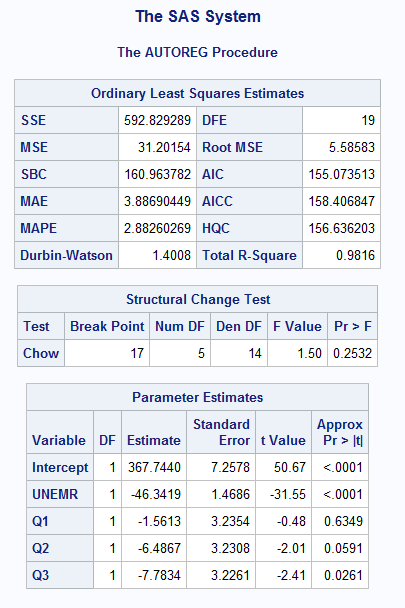 The SAS System
The AUTOREG Procedure
Ordinary Least Squares Estimates
SSE 592.829289 DFE 19
MSE 31.20154 Root MSE 5.58583
SBC 160.963782 AIC 155.073513
MAE 3.88690449 AICC 158.406847
MAPE 2.88260269 HQC 156.636203
Durbin-Watson 1.4008 Total R-Square 0.9816
Structural Change Test
Test Break Point Num DF Den DF F Value Pr > F
Chow 17 5 14 1.50 0.2532
Parameter Estimates
Variable DF Estimate Standard Error t Value Approx Pr > |t|
Intercept 1 367.7440 7.2578 50.67 <.0001
UNEMR 1 -46.3419 1.4686 -31.55 <.0001
Q1 1 -1.5613 3.2354 -0.48 0.6349
Q2 1 -6.4867 3.2308 -2.01 0.0591
Q3 1 -7.7834 3.2261 -2.41 0.0261